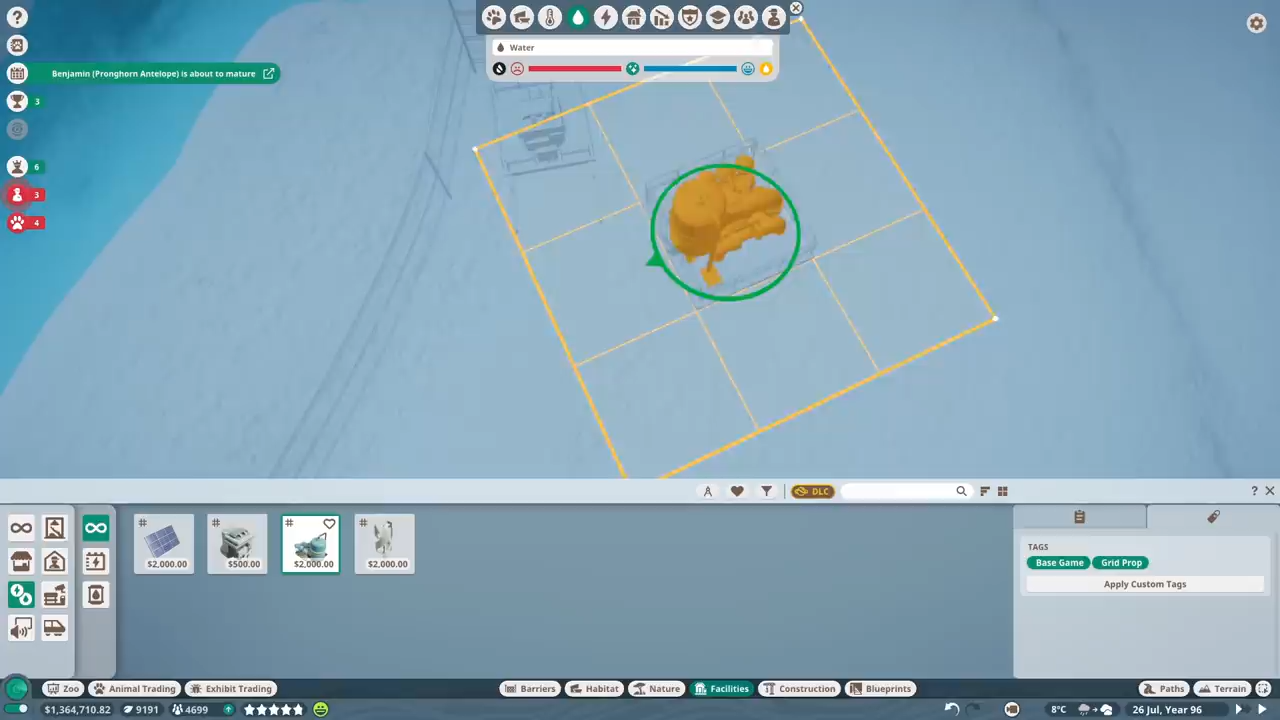 ?
Water
Benjamin (Pronghorn Antelope) is about to mature
3
6
3
4
DLC
?
# $2,000.00
# $500.00
# $2,000.00
# $2,000.00
TAGS
Base Game Grid Prop
Apply Custom Tags
Zoo Animal Trading Exhibit Trading Barriers Habitat Nature Facilities Construction Blueprints Paths Terrain
$1,364,710.82 9191 4699 8°C 26 Jul, Year 96